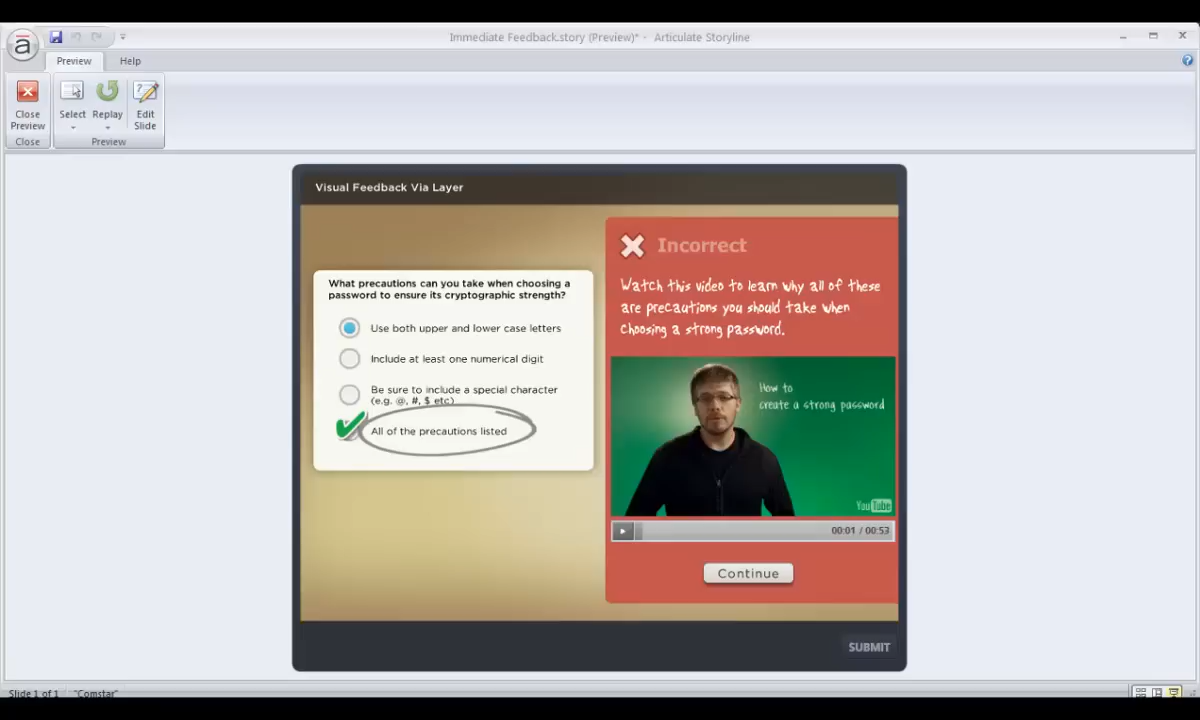 Immediate Feedback.story (Preview)* - Articulate Storyline
Preview
Help
Close Preview
Select
Replay
Edit Slide
Close
Preview
Visual Feedback Via Layer
What precautions can you take when choosing a
password to ensure its cryptographic strength?
Use both upper and lower case letters
Include at least one numerical digit
Be sure to include a special character
(e.g. @, #, $ etc)
All of the precautions listed
Incorrect
Watch this video to learn why all of these
are precautions you should take when
choosing a strong password.
How to
create a strong password
YouTube
00:01 / 00:53
Continue
SUBMIT
Slide 1 of 1
"Comstar"